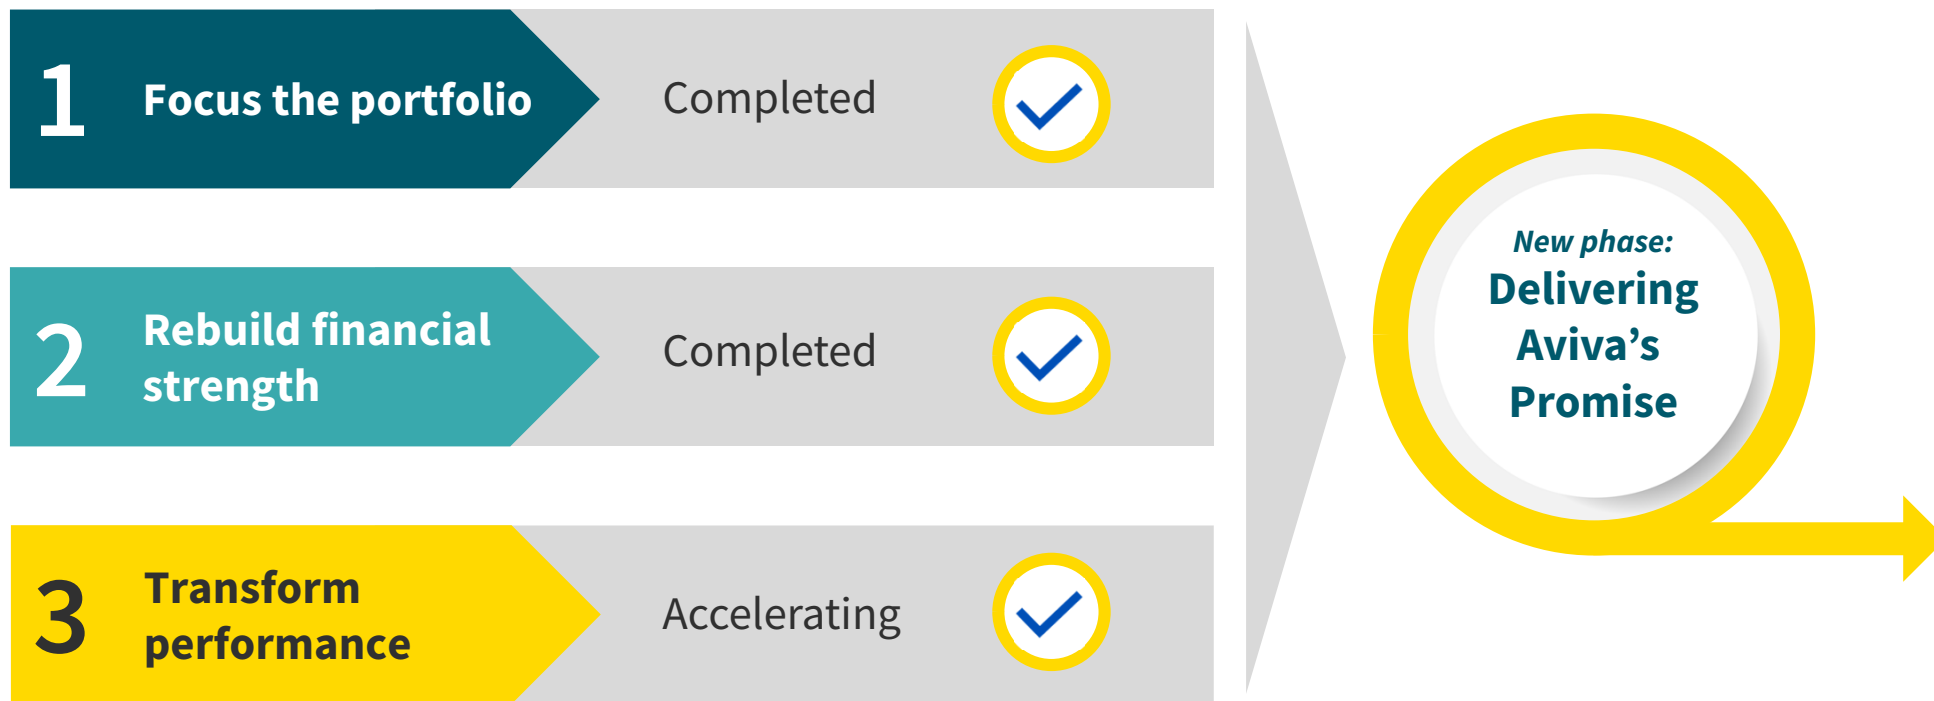 1
Focus the portfolio
Completed
2
Rebuild financial
strength
Completed
3
Transform
performance
Accelerating
New phase:
Delivering
Aviva’s
Promise